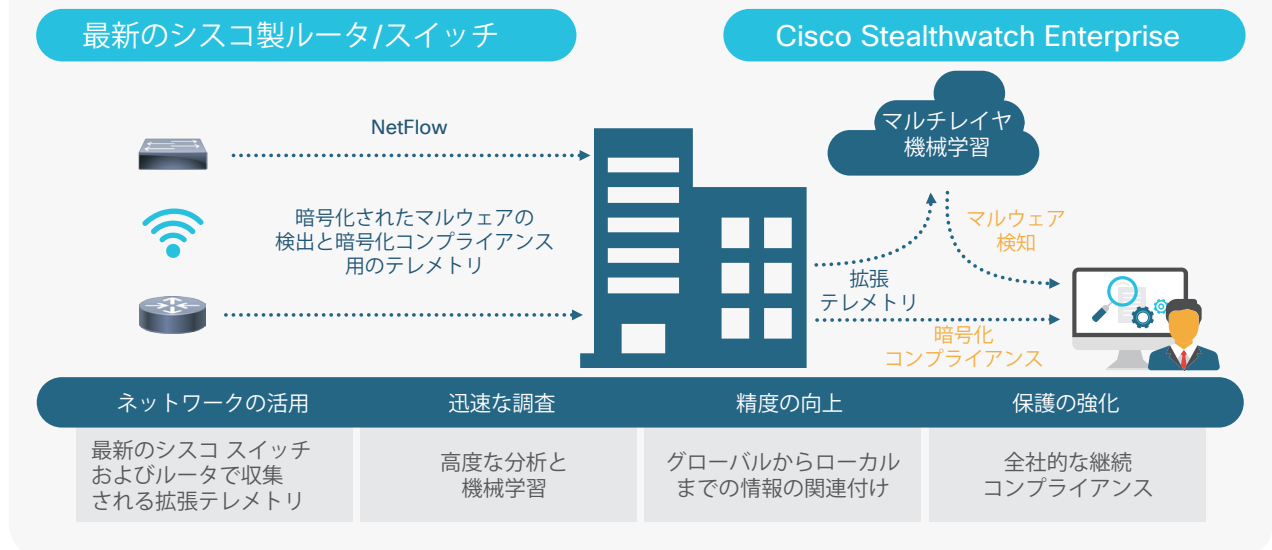 最新のシスコ製ルータ/スイッチ
Cisco Stealthwatch Enterprise
NetFlow
暗号化されたマルウェアの
検出と暗号化コンプライアンス
用のテレメトリ
マルチレイヤ
機械学習
マルウェア
検知
拡張
テレメトリ
暗号化
コンプライアンス
ネットワークの活用
迅速な調査
精度の向上
保護の強化
最新のシスコ スイッチ
およびルータで収集
される拡張テレメトリ
高度な分析と
機械学習
グローバルからローカル
までの情報の関連付け
全社的な継続
コンプライアンス